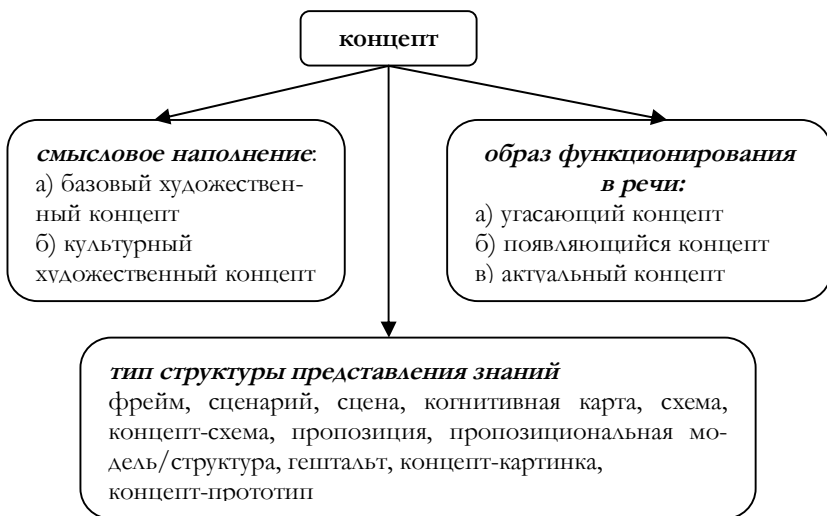 концепт
смысловое наполнение:
а) базовый художествен-
ный концепт
б) культурный
художественный концепт
образ функционирования
в речи:
а) угасающий концепт
б) появляющийся концепт
в) актуальный концепт
тип структуры представления знаний
фрейм, сценарий, сцена, когнитивная карта, схема,
концепт-схема, пропозиция, пропозициональная мо-
дель/структура, гештальт, концепт-картинка,
концепт-прототип